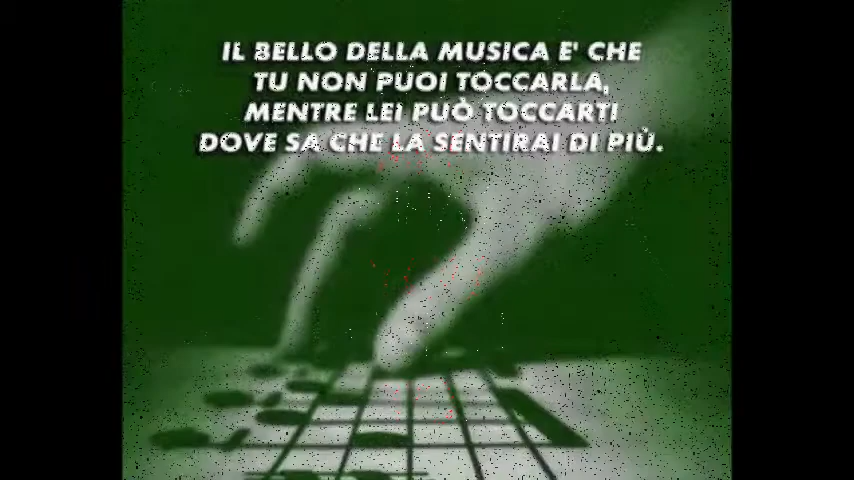 IL BELLO DELLA MUSICA E' CHE
TU NON PUOI TOCCARLA,
MENTRE LEI PUÒ TOCCARTI
DOVE SA CHE LA SENTIRAI DI PIÙ.